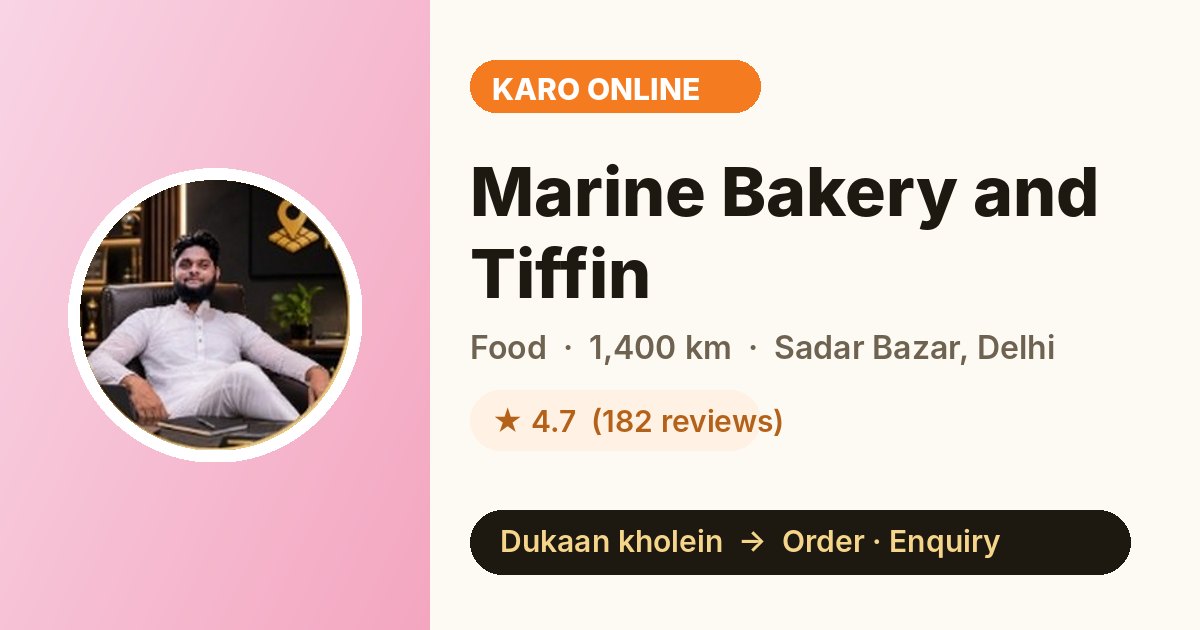 KARO ONLINE
Marine Bakery and
Tiffin
Food · 1,400 km · Sadar Bazar, Delhi
★ 4.7 (182 reviews)
Dukaan kholein → Order · Enquiry